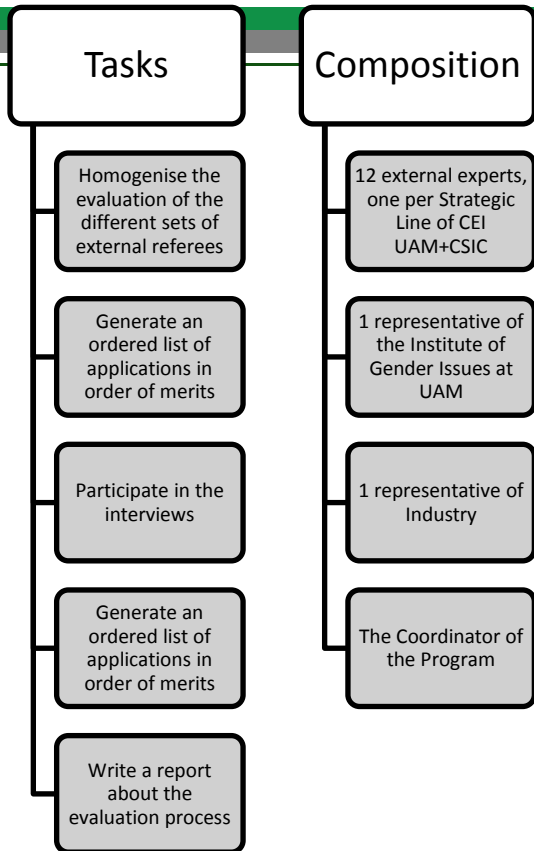 Tasks
Homogenise the
evaluation of the
different sets of
external referees
Generate an
ordered list of
applications in
order of merits
Participate in the
interviews
Generate an
ordered list of
applications in
order of merits
Write a report
about the
evaluation process
Composition
12 external experts,
one per Strategic
Line of CEI
UAM+CSIC
1 representative of
the Institute of
Gender Issues at
UAM
1 representative of
Industry
The Coordinator of
the Program